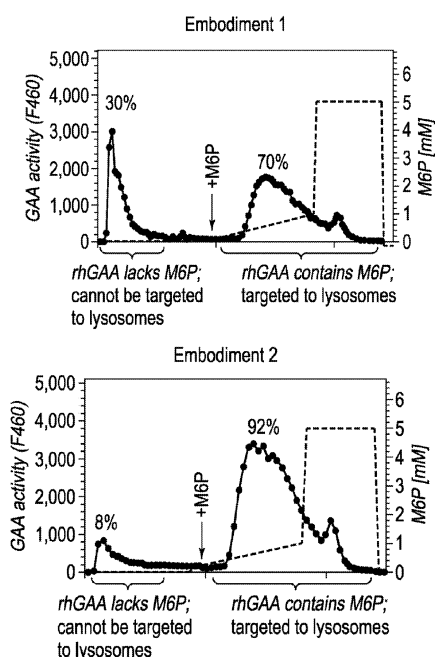 Embodiment 1
5,000
4,000
3,000
2,000
1,000
0
GAA activity (F460)
30%
+M6P
70%
6
5
4
3
2
1
0
M6P [mM]
rhGAA lacks M6P;
cannot be targeted
to lysosomes
rhGAA contains M6P;
targeted to lysosomes
Embodiment 2
5,000
4,000
3,000
2,000
1,000
0
GAA activity (F460)
8%
+M6P
92%
6
5
4
3
2
1
0
M6P [mM]
rhGAA lacks M6P;
cannot be targeted
to lysosomes
rhGAA contains M6P;
targeted to lysosomes